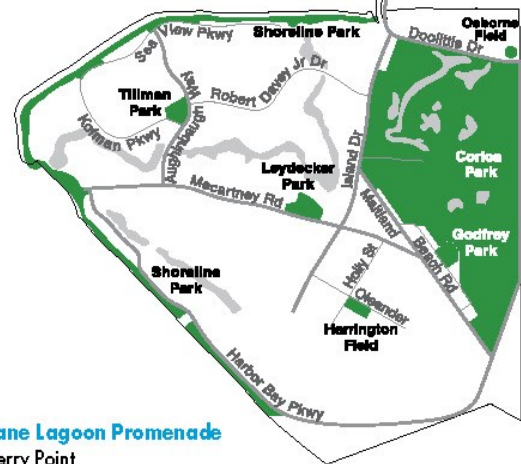 Osborne
Field
Doolittle Dr
Shoreline Park
Sea View Pkwy
Tillman
Park
Robert Davey Jr Dr
Kofman Pkwy
Aughinbaugh Way
Island Dr
Corica
Park
Leydecker
Park
Mecartney Rd
Maitland
Godfrey
Park
Beach Rd
Holly St
Oleander
Shoreline
Park
Harrington
Field
Harbor Bay Pkwy
ane Lagoon Promenade
erry Point